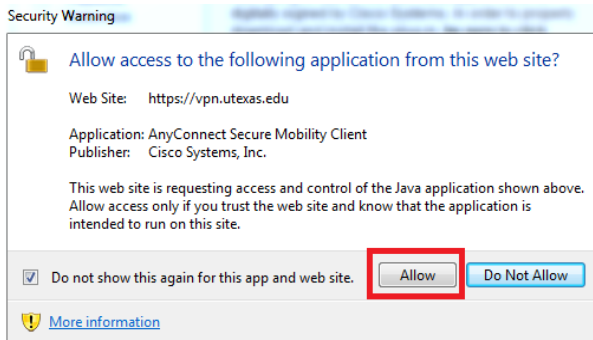 Security Warning
Allow access to the following application from this web site?
Web Site: https://vpn.utexas.edu
Application: AnyConnect Secure Mobility Client
Publisher: Cisco Systems, Inc.
This web site is requesting access and control of the Java application shown above.
Allow access only if you trust the web site and know that the application is
intended to run on this site.
Do not show this again for this app and web site. Allow Do Not Allow
More information